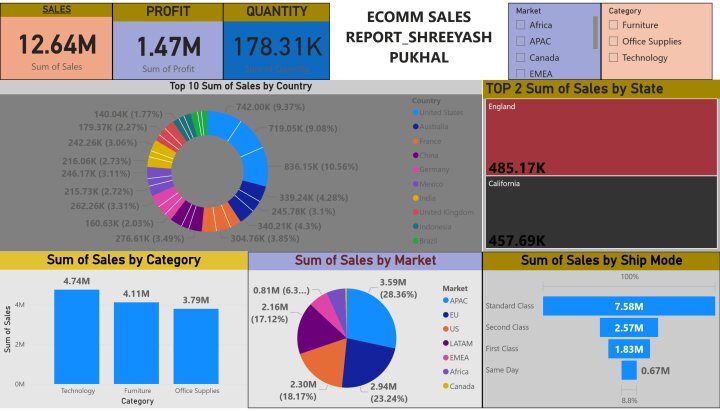 SALES
12.64M
Sum of Sales
PROFIT
1.47M
Sum of Profit
QUANTITY
178.31K
Sum of Quantity
ECOMM SALES
REPORT_SHREEYASH
PUKHAL
Market
Africa
APAC
Canada
EMEA
Category
Furniture
Office Supplies
Technology
Top 10 Sum of Sales by Country
742.00K (9.37%)
719.05K (9.08%)
836.15K (10.56%)
339.24K (4.28%)
245.78K (3.1%)
340.21K (4.3%)
304.76K (3.85%)
276.61K (3.49%)
160.63K (2.03%)
262.26K (3.31%)
215.73K (2.72%)
246.17K (3.11%)
216.06K (2.73%)
242.26K (3.06%)
179.37K (2.27%)
140.04K (1.77%)
Country
United States
Australia
France
China
Germany
Mexico
India
United Kingdom
Indonesia
Brazil
TOP 2 Sum of Sales by State
England
485.17K
California
457.69K
Sum of Sales by Category
Sum of Sales
4M
2M
0M
4.74M
4.11M
3.79M
Technology
Furniture
Office Supplies
Category
Sum of Sales by Market
0.81M (6.3...)
3.59M
(28.36%)
2.16M
(17.12%)
2.30M
(18.17%)
2.94M
(23.24%)
Market
APAC
EU
US
LATAM
EMEA
Africa
Canada
Sum of Sales by Ship Mode
100%
Standard Class
7.58M
Second Class
2.57M
First Class
1.83M
Same Day
0.67M
8.8%